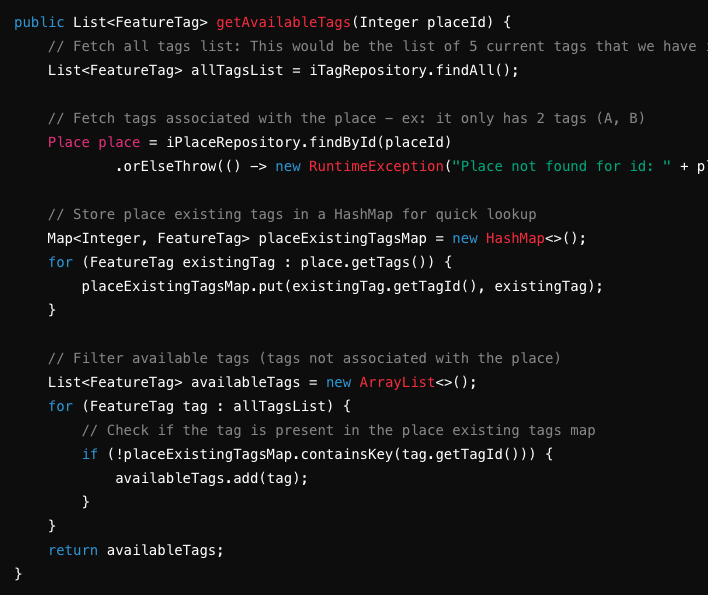 public List<FeatureTag> getAvailableTags(Integer placeId) {
    // Fetch all tags list: This would be the list of 5 current tags that we have
    List<FeatureTag> allTagsList = iTagRepository.findAll();

    // Fetch tags associated with the place – ex: it only has 2 tags (A, B)
    Place place = iPlaceRepository.findById(placeId)
            .orElseThrow(() -> new RuntimeException("Place not found for id: " + pl

    // Store place existing tags in a HashMap for quick lookup
    Map<Integer, FeatureTag> placeExistingTagsMap = new HashMap<>();
    for (FeatureTag existingTag : place.getTags()) {
        placeExistingTagsMap.put(existingTag.getTagId(), existingTag);
    }

    // Filter available tags (tags not associated with the place)
    List<FeatureTag> availableTags = new ArrayList<>();
    for (FeatureTag tag : allTagsList) {
        // Check if the tag is present in the place existing tags map
        if (!placeExistingTagsMap.containsKey(tag.getTagId())) {
            availableTags.add(tag);
        }
    }
    return availableTags;
}